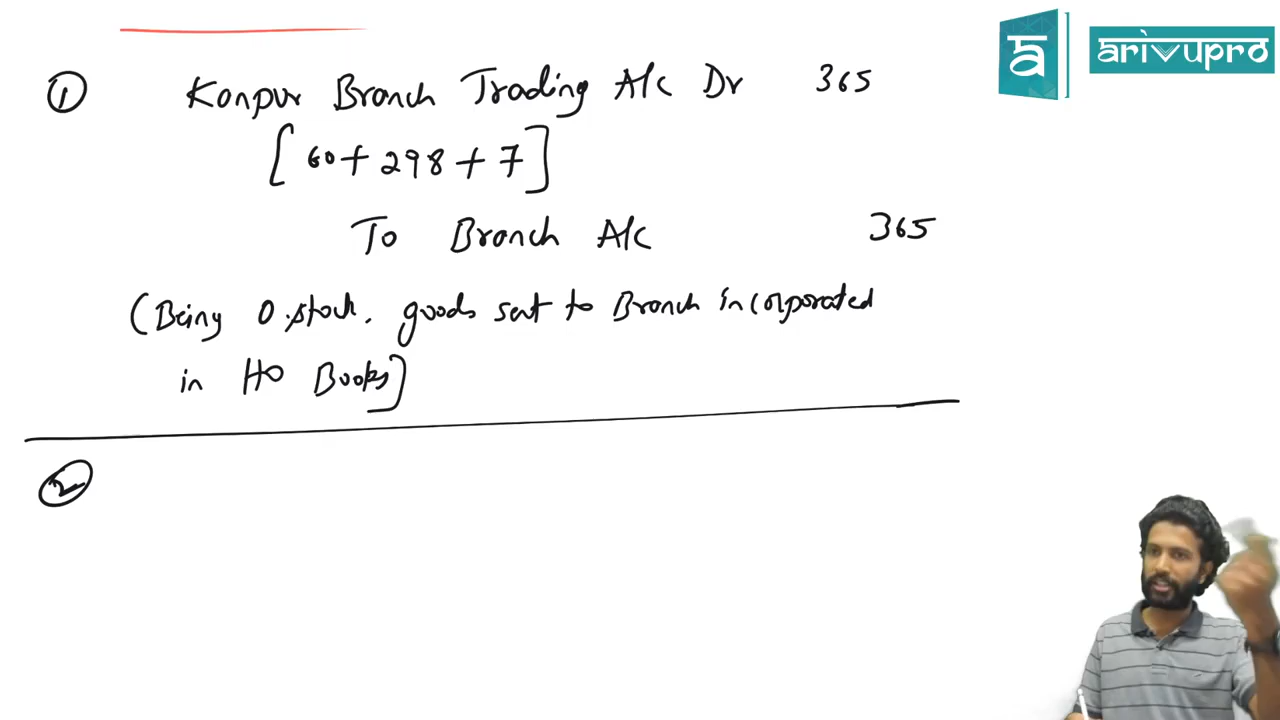 arivupro
① Kanpur Branch Trading A/c Dr 365
[60 + 298 + 7]
To Branch A/c 365
(Being O.stock, goods sent to Branch incorporated
in HO Books]
②